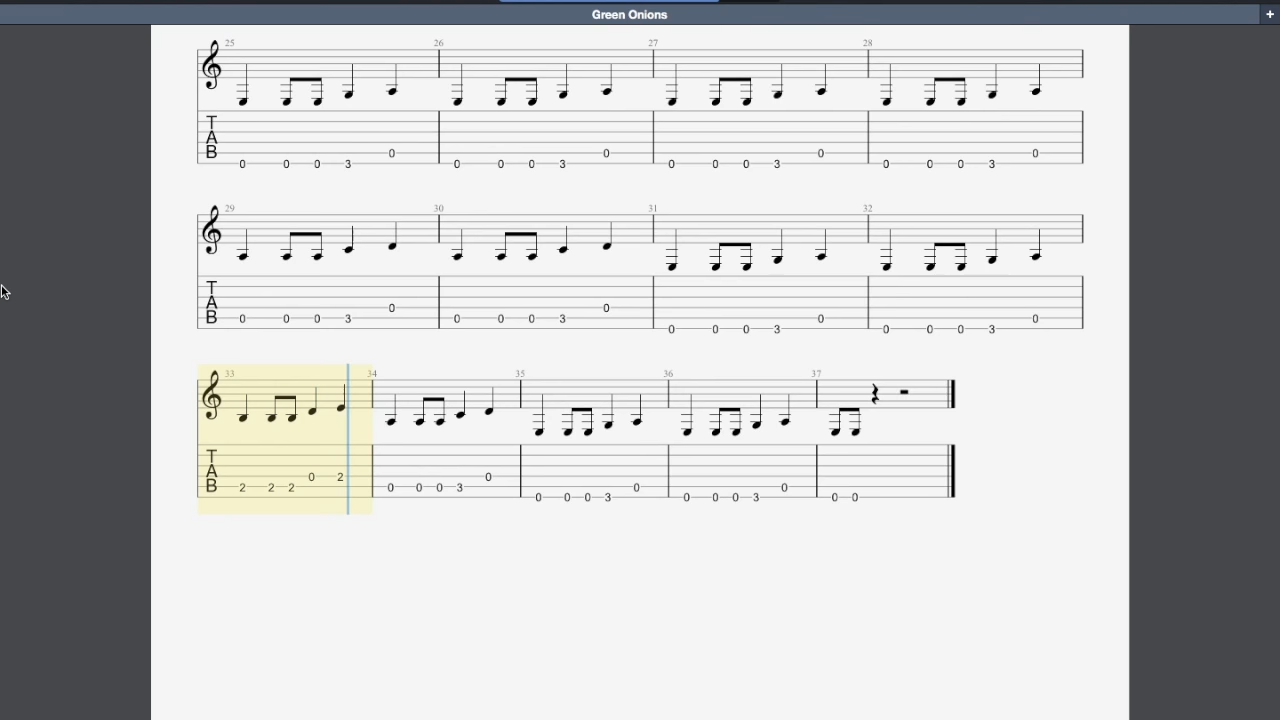 Green Onions +
25 26 27 28
T
A 0 0 0 0
B
0 0 0 3 0 0 0 3 0 0 0 3 0 0 0 3
29 30 31 32
T
A 0 0
B 0 0 0 3 0 0 0 3 0 0
0 0 0 3 0 0 0 3
33 34 35 36 37
T
A 0 2 0
B 2 2 2 0 0 0 3 0 0
0 0 0 3 0 0 0 3 0 0